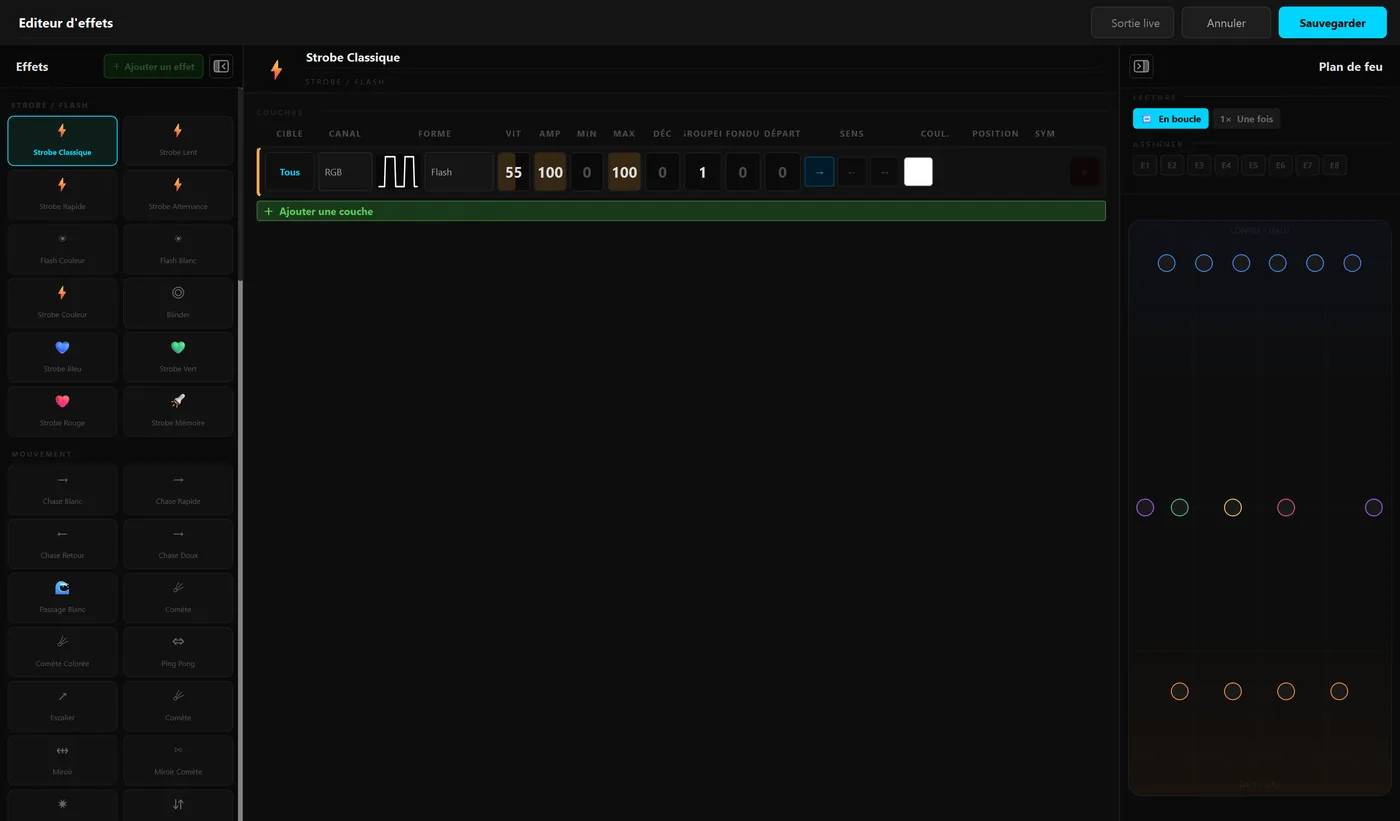 Editeur d'effets
Sortie live
Annuler
Sauvegarder
Effets
+ Ajouter un effet
STROBE / FLASH
Strobe Classique
Strobe Lent
Strobe Rapide
Strobe Alternance
Flash Couleur
Flash Blanc
Strobe Couleur
Blinder
Strobe Bleu
Strobe Vert
Strobe Rouge
Strobe Mémoire
MOUVEMENT
Chase Blanc
Chase Rapide
Chase Retour
Chase Doux
Passage Blanc
Comète
Comète Colorée
Ping Pong
Escalier
Comète
Miroir
Miroir Comète
Strobe Classique
STROBE / FLASH
COUCHES
CIBLE CANAL FORME VIT AMP MIN MAX DÉC GROUPE FONDU DÉPART SENS COUL. POSITION SYM
Tous RGB Flash 55 100 0 100 0 1 0 0 → ← ↔
+ Ajouter une couche
Plan de feu
LECTURE
En boucle
1× Une fois
ASSIGNER
E1 E2 E3 E4 E5 E6 E7 E8